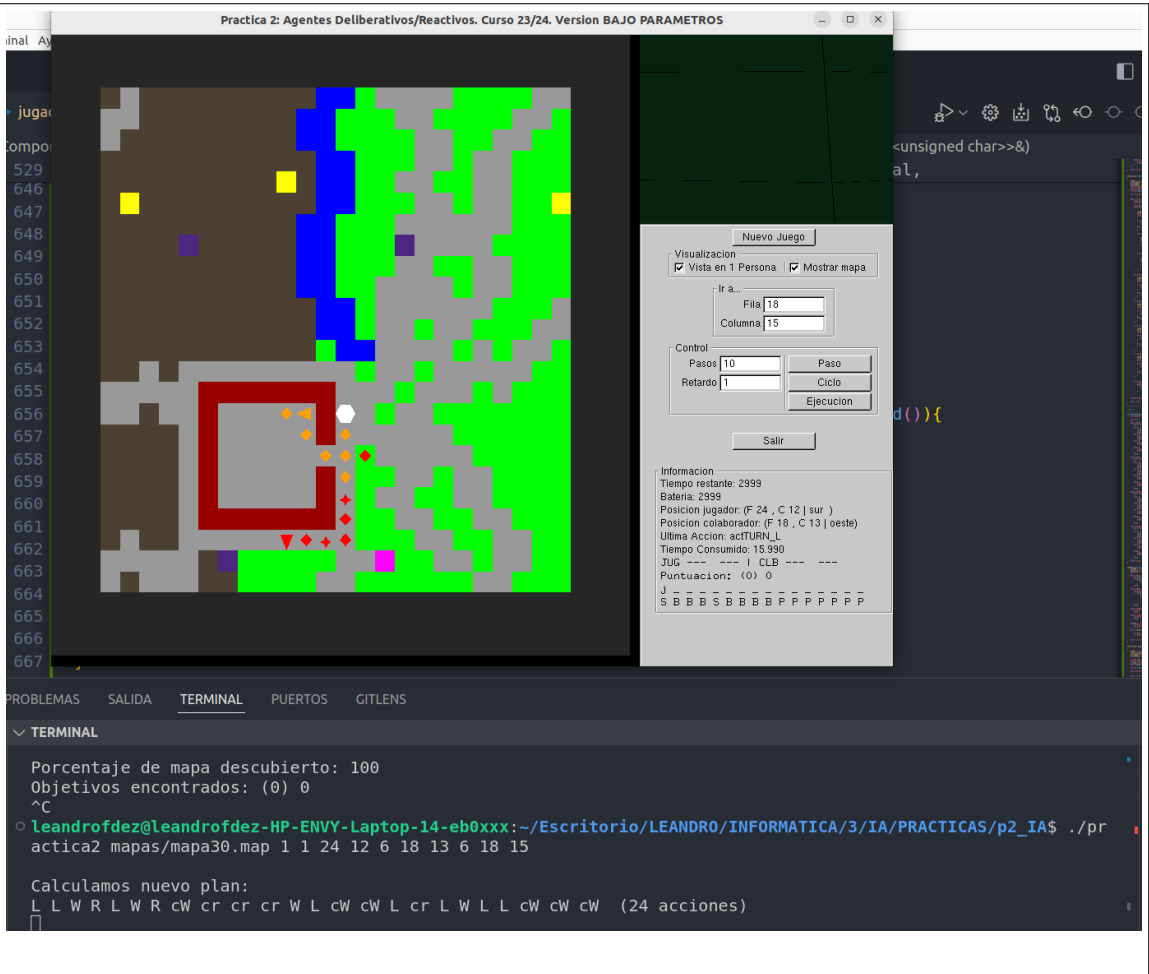 Practica 2: Agentes Deliberativos/Reactivos. Curso 23/24. Version BAJO PARAMETROS
inal Ay
jugad
Compo
<unsigned char>>&)
529
al,
646
647
648
649
650
651
652
653
654
655
656
d()){
657
658
659
660
661
662
663
664
665
666
667
Nuevo Juego
Visualizacion
Vista en 1 Persona
Mostrar mapa
Ir a...
Fila 18
Columna 15
Control
Pasos 10
Paso
Retardo 1
Ciclo
Ejecucion
Salir
Informacion
Tiempo restante: 2999
Bateria: 2999
Posicion jugador: (F 24 , C 12 | sur )
Posicion colaborador: (F 18 , C 13 | oeste)
Ultima Accion: actTURN_L
Tiempo Consumido: 15.990
JUG --- --- | CLB --- ---
Puntuacion: (0) 0
J _ _ _ _ _ _ _ _ _ _ _ _ _ _ _
S B B B S B B B B P P P P P P P
PROBLEMAS SALIDA TERMINAL PUERTOS GITLENS
TERMINAL
Porcentaje de mapa descubierto: 100
Objetivos encontrados: (0) 0
^C
leandrofdez@leandrofdez-HP-ENVY-Laptop-14-eb0xxx:~/Escritorio/LEANDRO/INFORMATICA/3/IA/PRACTICAS/p2_IA$ ./pr
actica2 mapas/mapa30.map 1 1 24 12 6 18 13 6 18 15
Calculamos nuevo plan:
L L W R L W R cW cr cr cr W L cW cW L cr L W L L cW cW cW (24 acciones)